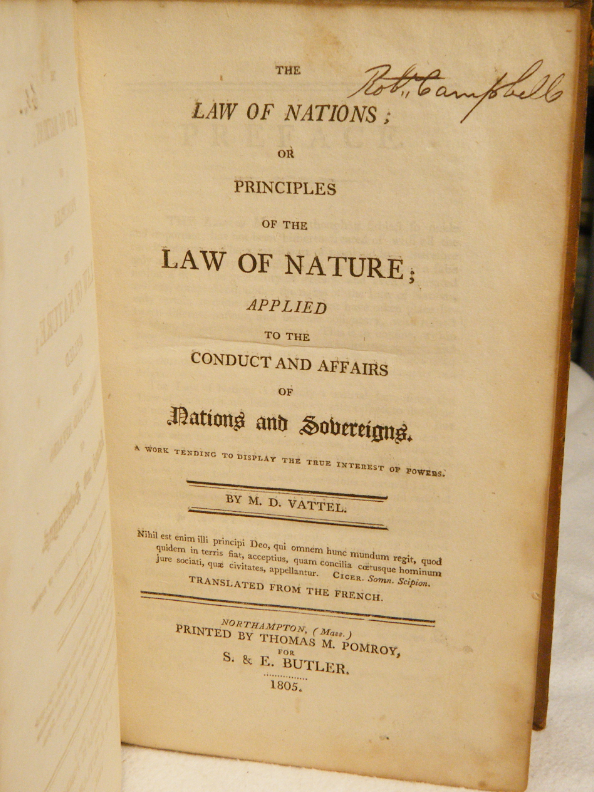 Robt. Campbell
THE
LAW OF NATIONS;
OR
PRINCIPLES
OF THE
LAW OF NATURE;
APPLIED
TO THE
CONDUCT AND AFFAIRS
OF
Nations and Sovereigns.
A WORK TENDING TO DISPLAY THE TRUE INTEREST OF POWERS.
BY M. D. VATTEL.
Nihil est enim illi principi Deo, qui omnem hunc mundum regit, quod
quidem in terris fiat, acceptius, quam concilia cœtusque hominum
jure sociati, quæ civitates, appellantur. CICER. Somn. Scipion.
TRANSLATED FROM THE FRENCH.
NORTHAMPTON, (Mass.)
PRINTED BY THOMAS M. POMROY,
FOR
S. & E. BUTLER.
1805.